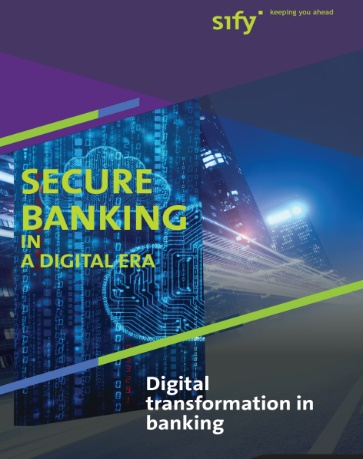 sify
keeping you ahead
SECURE
BANKING
IN
A DIGITAL ERA
Digital
transformation in
banking